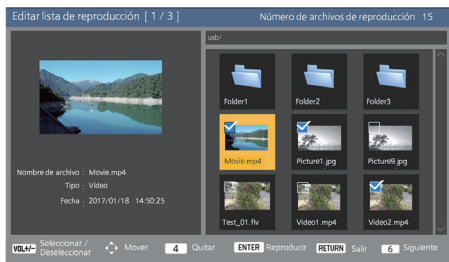 Editar lista de reproducción [ 1 / 3 ]
Número de archivos de reproducción 15
usb/
Folder1
Folder2
Folder3
Movie.mp4
Picture1.jpg
Picture9.jpg
Test_01.flv
Video1.mp4
Video2.mp4
Nombre de archivo : Movie.mp4
Tipo : Vídeo
Fecha : 2017/01/18 14:50:25
VOL+/- Seleccionar / Deseleccionar
Mover
4 Quitar
ENTER Reproducir
RETURN Salir
6 Siguiente